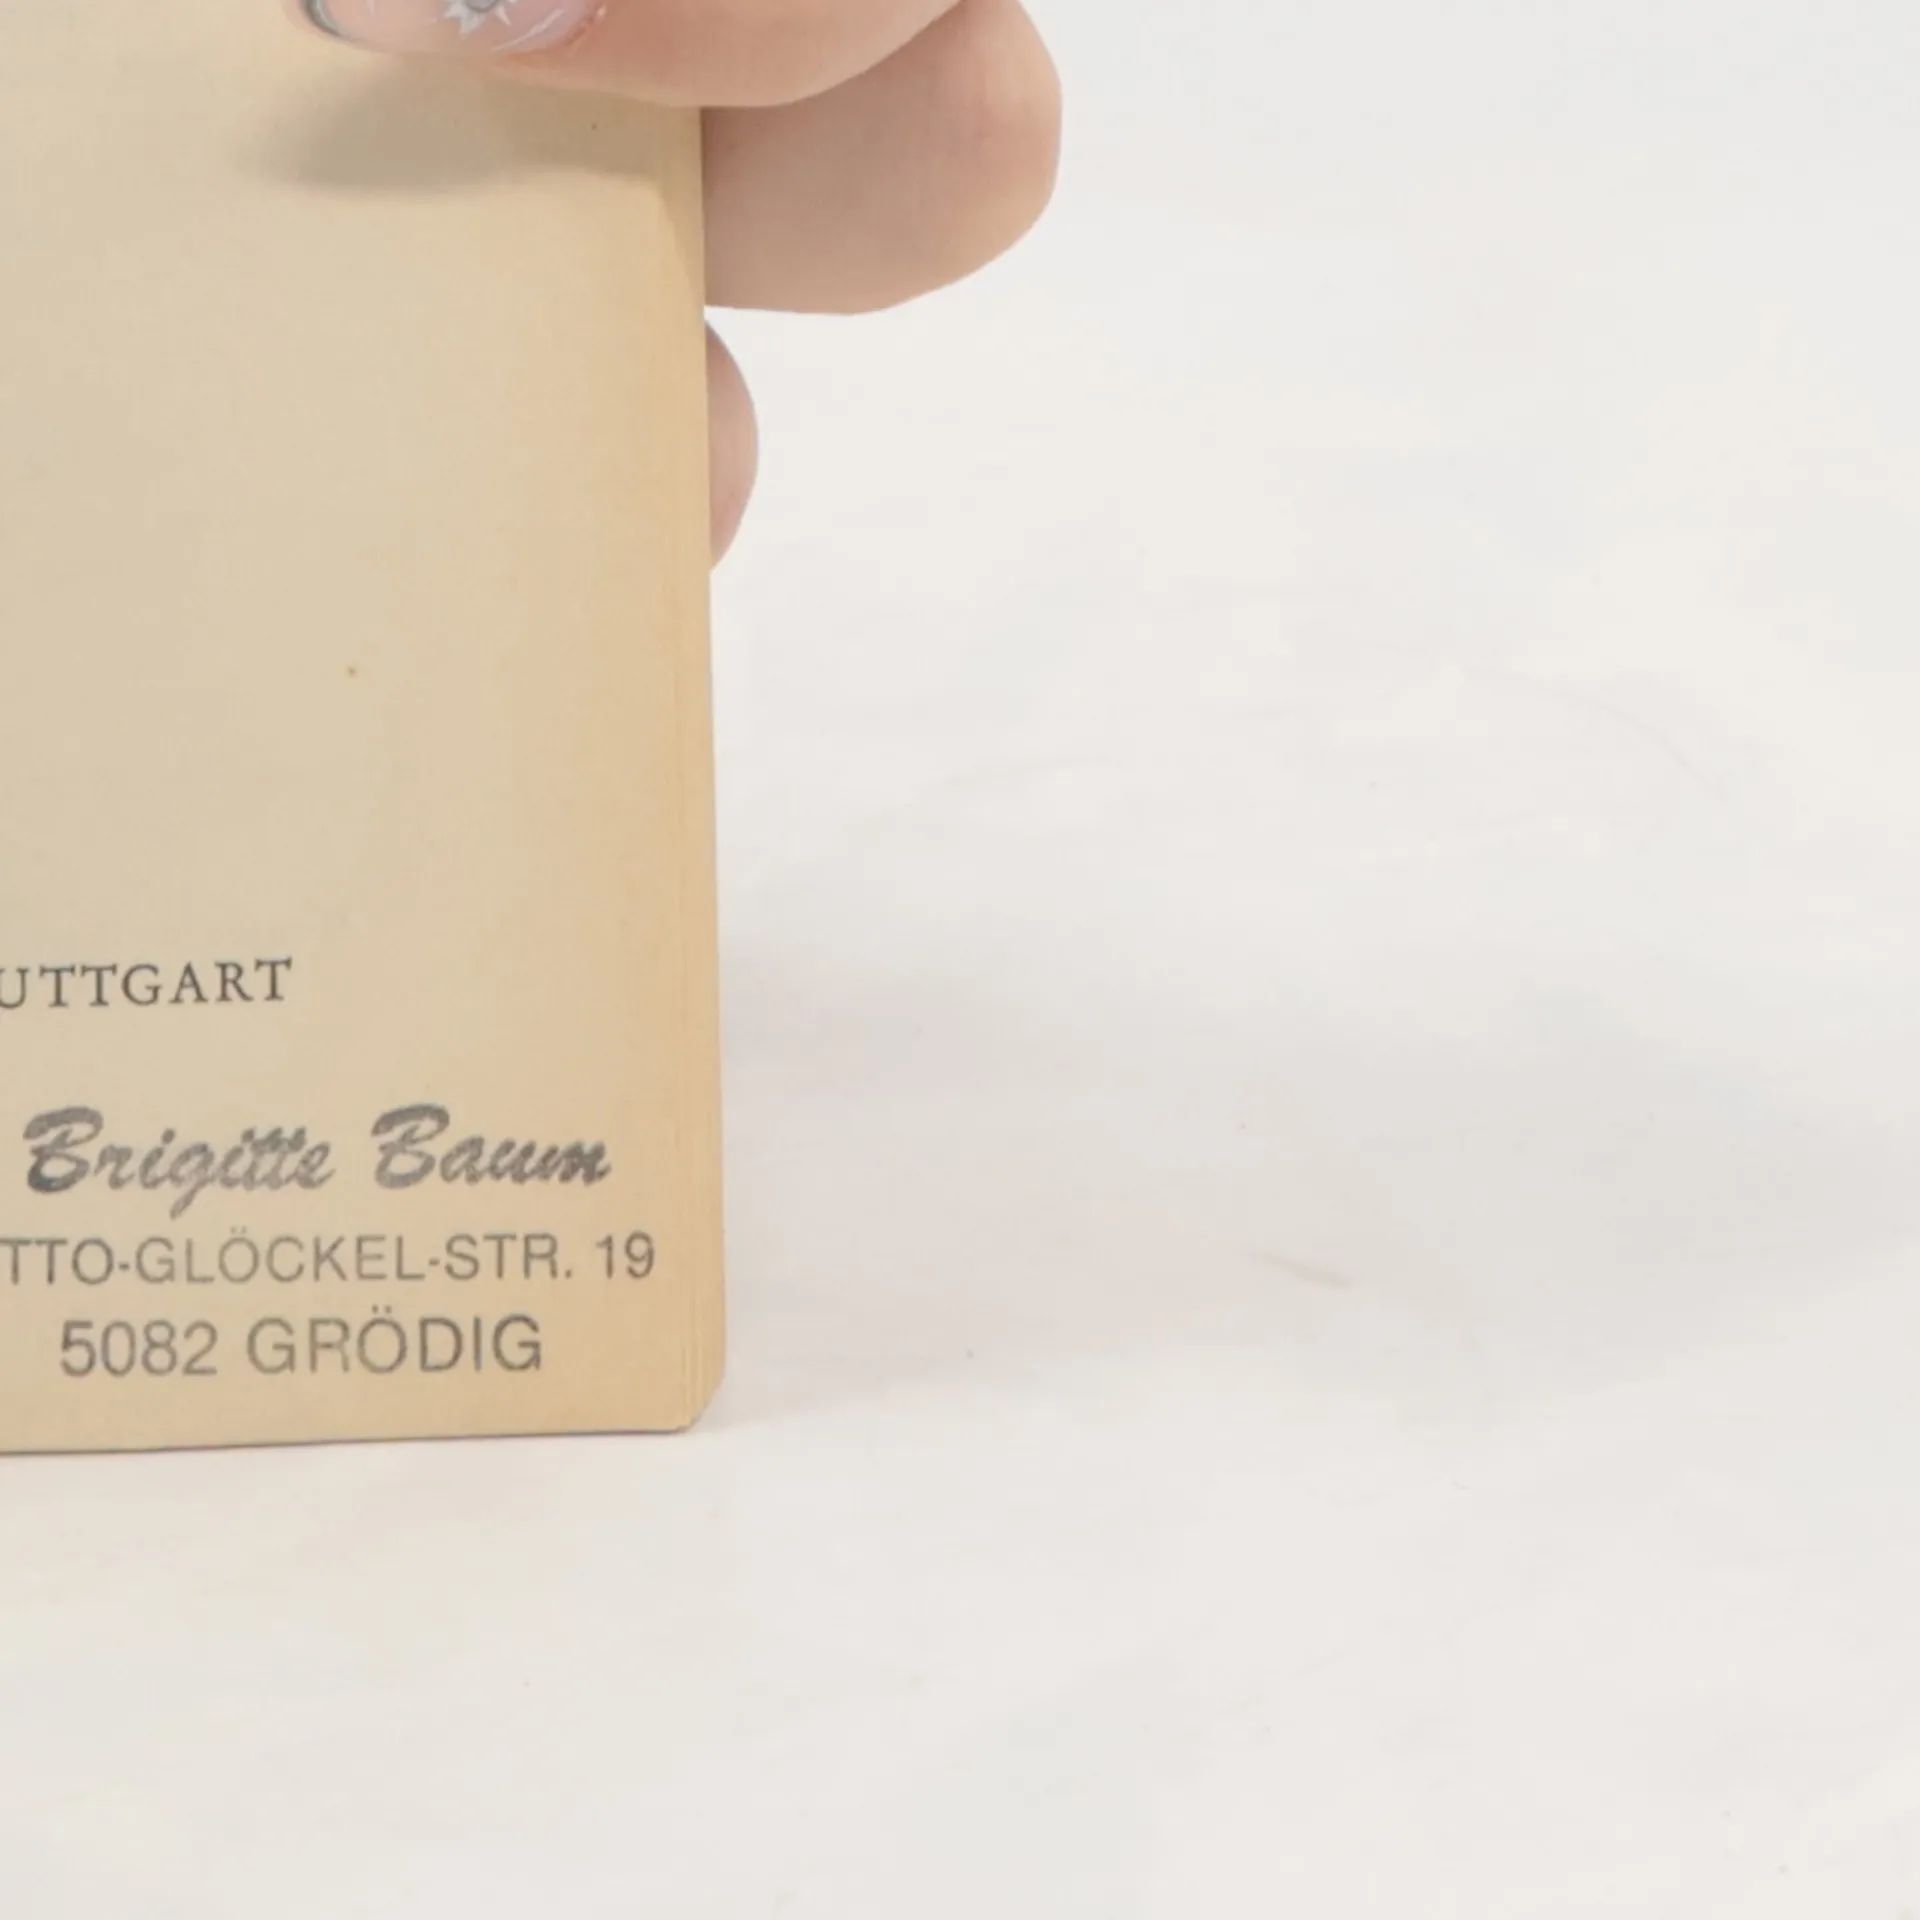 UTTGART
Brigitte Baum
TTO-GLÖCKEL-STR. 19
5082 GRÖDIG